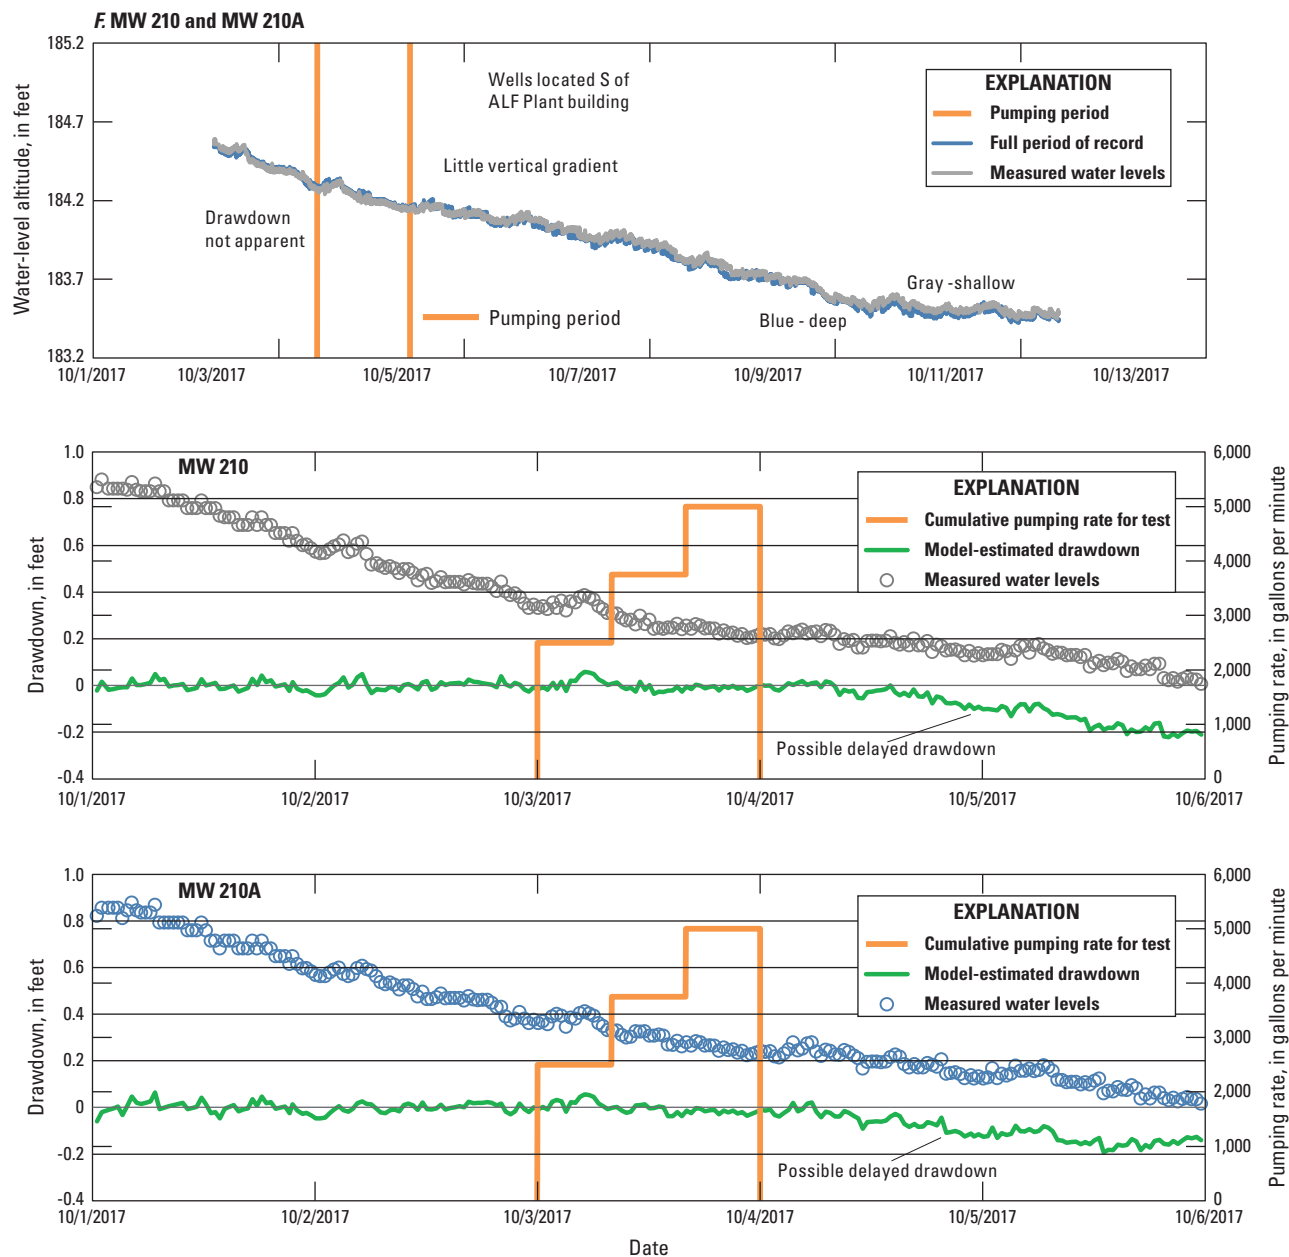 F. MW 210 and MW 210A
Water-level altitude, in feet
185.2
184.7
184.2
183.7
183.2
Wells located S of
ALF Plant building
Little vertical gradient
Drawdown
not apparent
Pumping period
Gray -shallow
Blue - deep
EXPLANATION
Pumping period
Full period of record
Measured water levels
10/1/2017 10/3/2017 10/5/2017 10/7/2017 10/9/2017 10/11/2017 10/13/2017
MW 210
Drawdown, in feet
1.0
0.8
0.6
0.4
0.2
0
-0.2
-0.4
EXPLANATION
Cumulative pumping rate for test
Model-estimated drawdown
Measured water levels
Possible delayed drawdown
6,000
5,000
4,000
3,000
2,000
1,000
0
Pumping rate, in gallons per minute
10/1/2017 10/2/2017 10/3/2017 10/4/2017 10/5/2017 10/6/2017
MW 210A
Drawdown, in feet
1.0
0.8
0.6
0.4
0.2
0
-0.2
-0.4
EXPLANATION
Cumulative pumping rate for test
Model-estimated drawdown
Measured water levels
Possible delayed drawdown
6,000
5,000
4,000
3,000
2,000
1,000
0
Pumping rate, in gallons per minute
10/1/2017 10/2/2017 10/3/2017 10/4/2017 10/5/2017 10/6/2017
Date